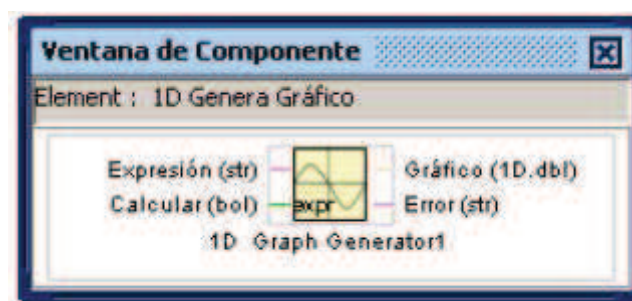 Ventana de Componente
Element : 1D Genera Gráfico
Expresión (str) Gráfico (1D.dbl)
Calcular (bol) expr Error (str)
1D Graph Generator1